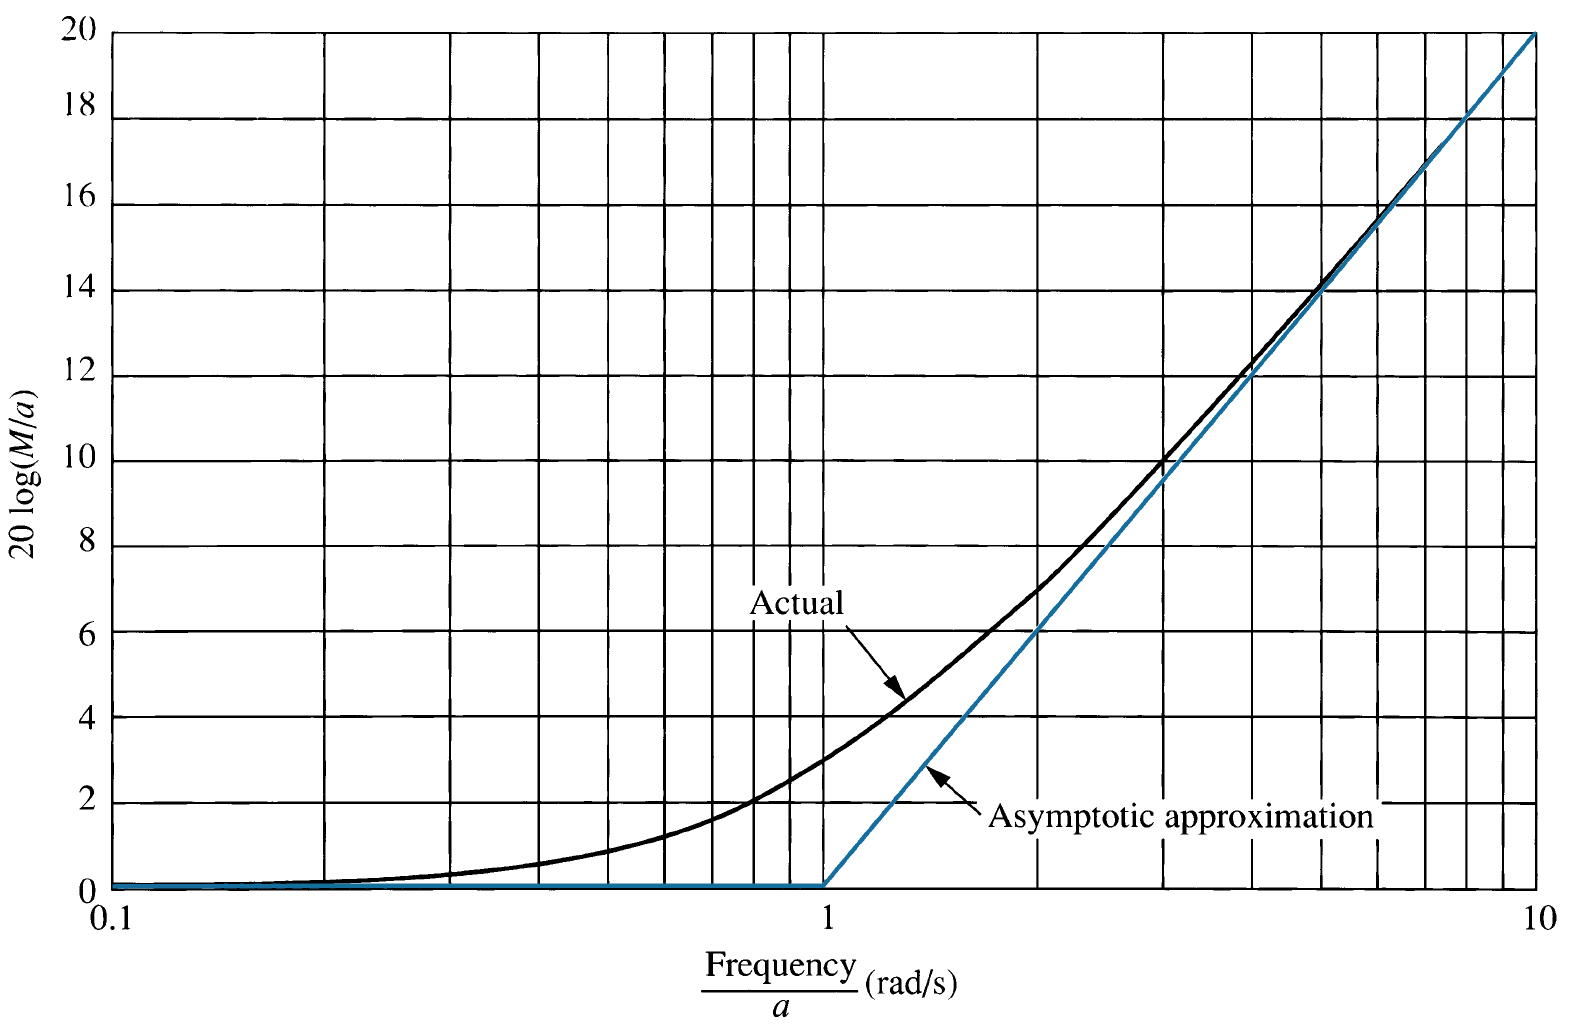 20
18
16
14
12
10
8
6
4
2
0
20 log(M/a)
Actual
Asymptotic approximation
0.1
1
10
Frequency
a
(rad/s)